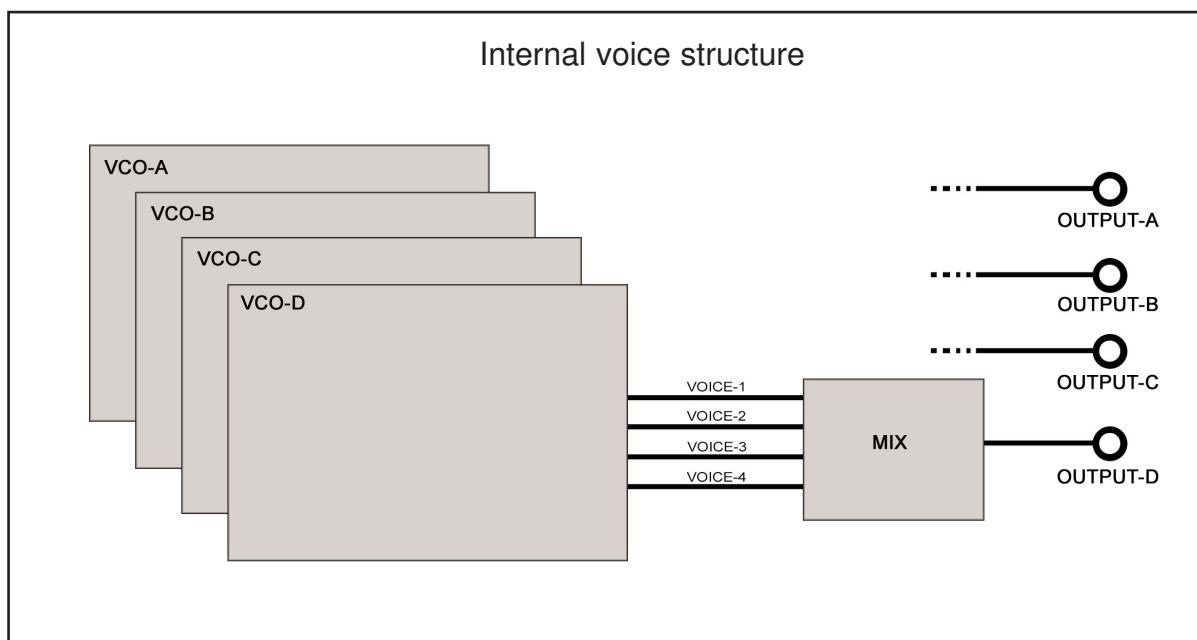 Internal voice structure
VCO-A
VCO-B
VCO-C
VCO-D
VOICE-1
VOICE-2
VOICE-3
VOICE-4
MIX
OUTPUT-A
OUTPUT-B
OUTPUT-C
OUTPUT-D